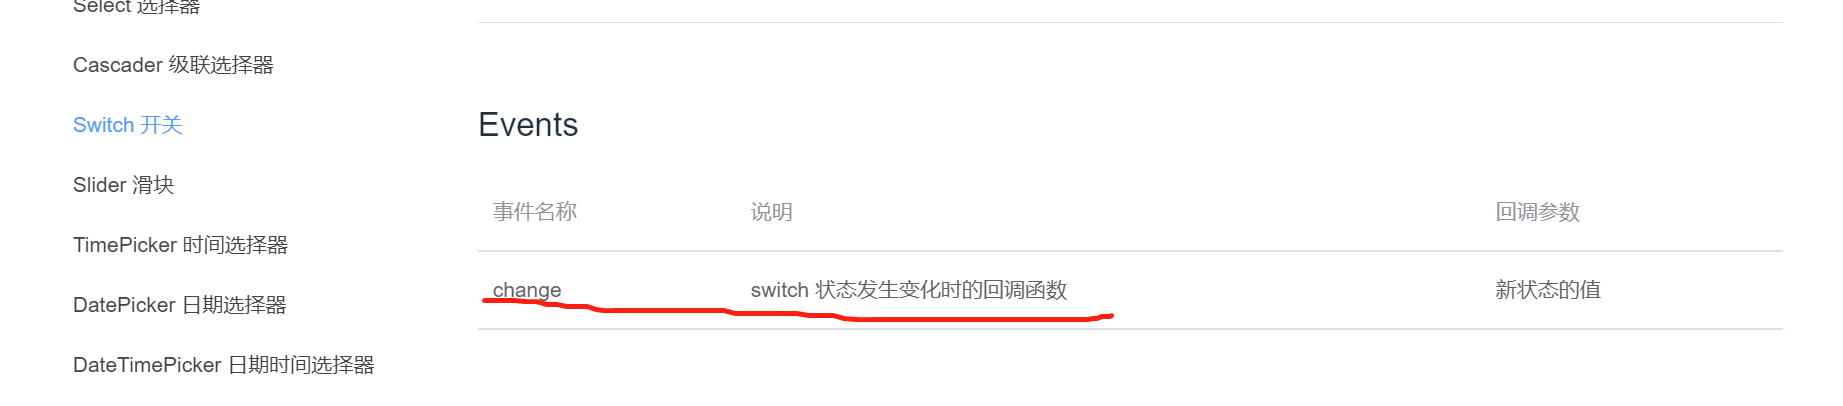 Select 选择器
Cascader 级联选择器
Switch 开关
Slider 滑块
TimePicker 时间选择器
DatePicker 日期选择器
DateTimePicker 日期时间选择器
Events
事件名称 说明 回调参数
change switch 状态发生变化时的回调函数 新状态的值